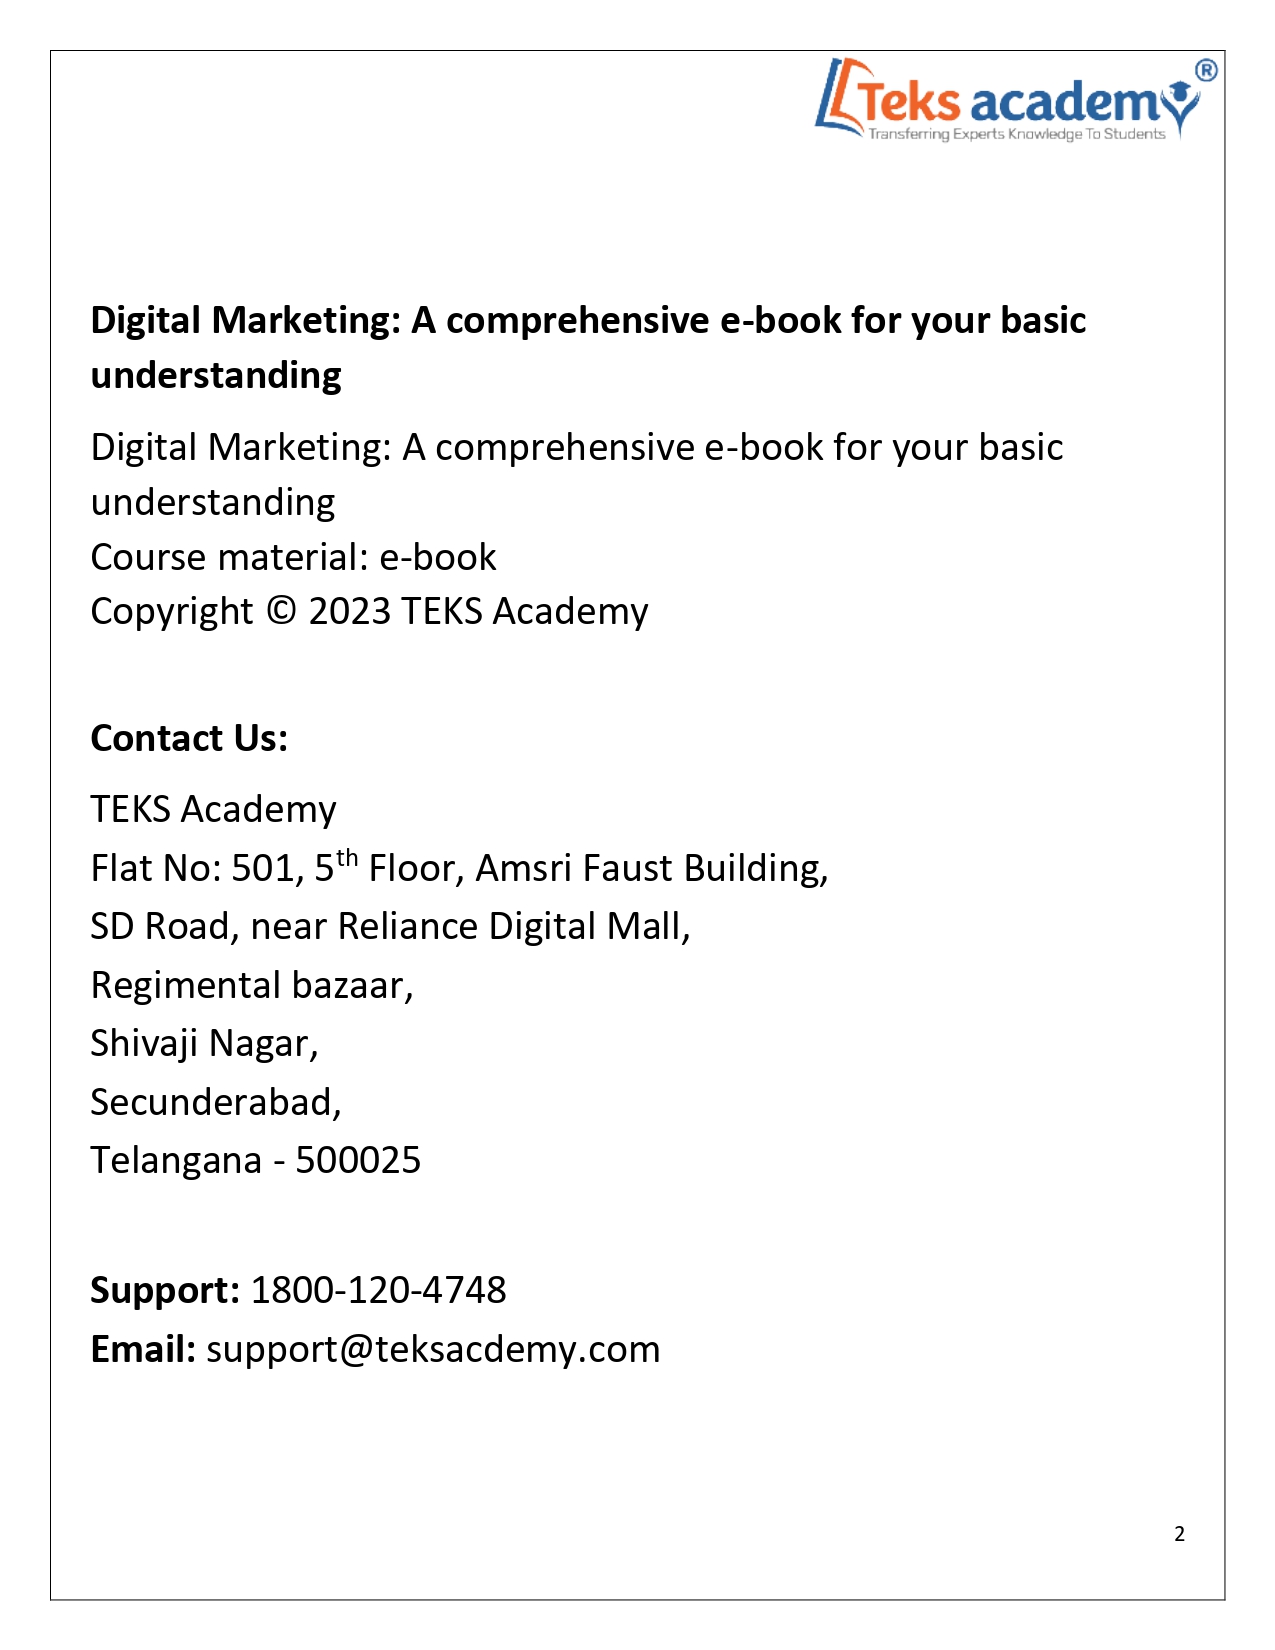 Teks academy®
Transferring Experts Knowledge To Students
Digital Marketing: A comprehensive e-book for your basic
understanding
Digital Marketing: A comprehensive e-book for your basic
understanding
Course material: e-book
Copyright © 2023 TEKS Academy
Contact Us:
TEKS Academy
Flat No: 501, 5th Floor, Amsri Faust Building,
SD Road, near Reliance Digital Mall,
Regimental bazaar,
Shivaji Nagar,
Secunderabad,
Telangana - 500025
Support: 1800-120-4748
Email: support@teksacdemy.com
2